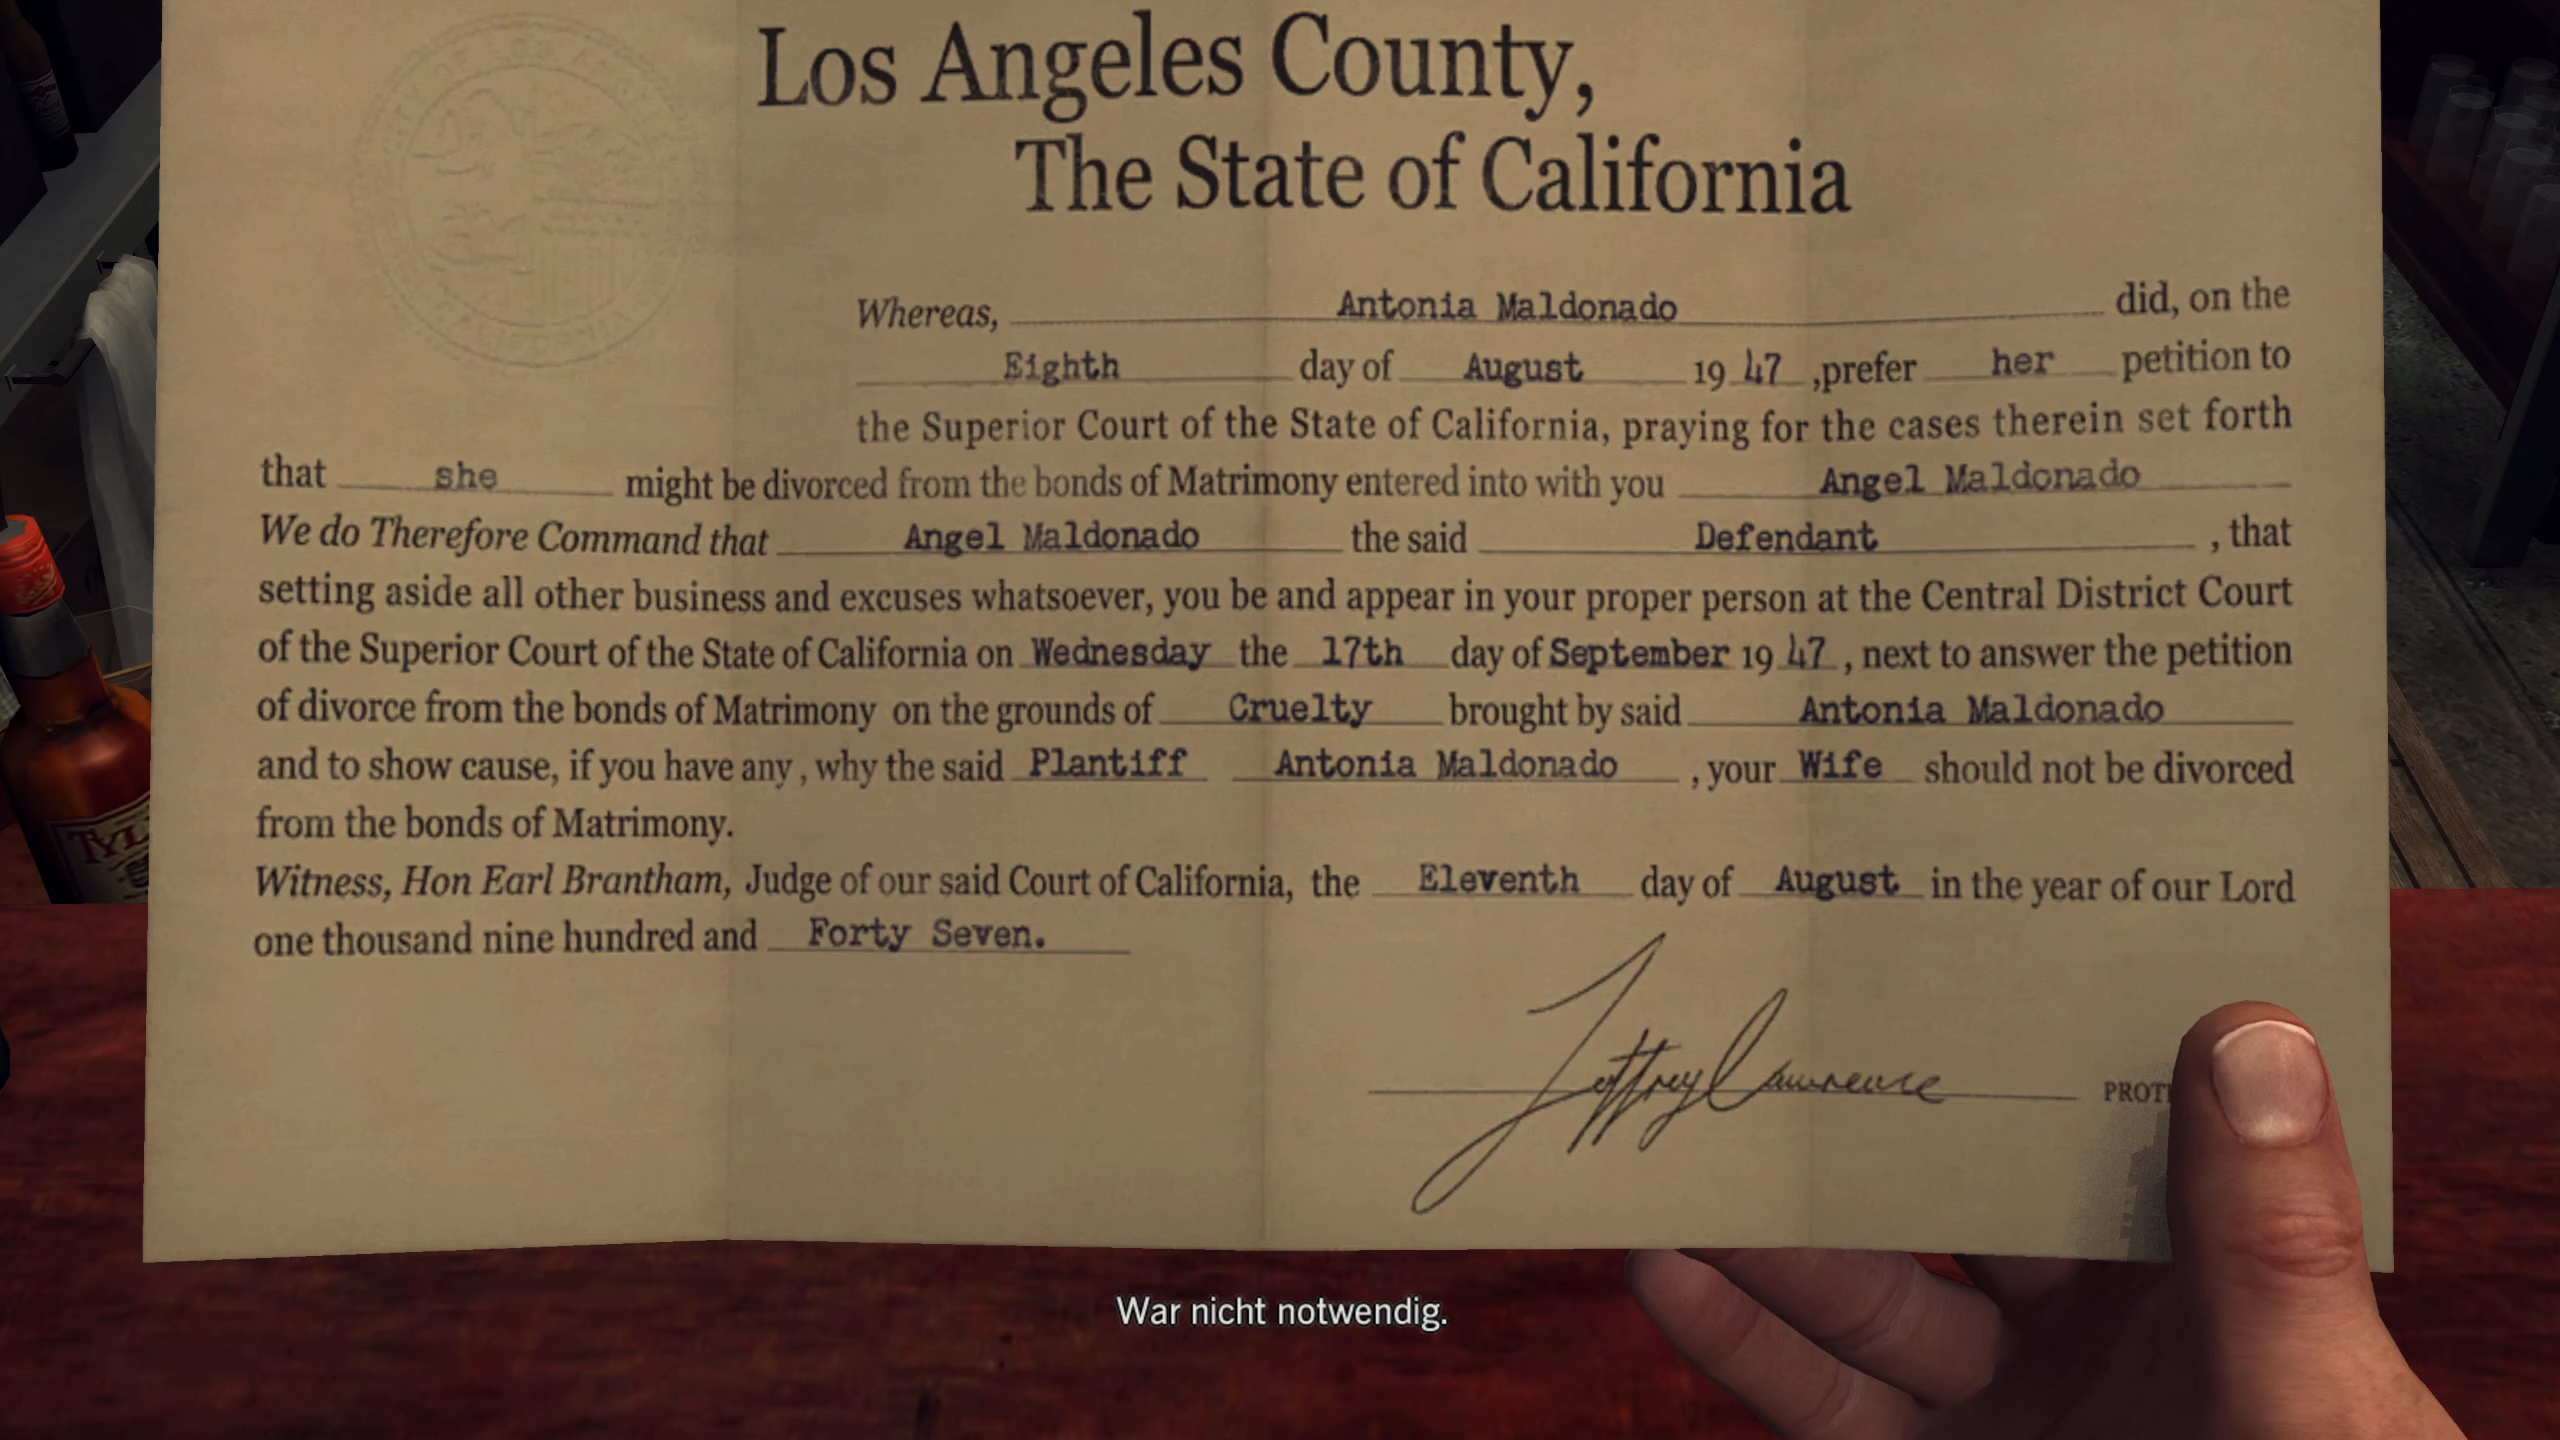 Los Angeles County,
The State of California
Whereas, Antonia Maldonado did, on the
Eighth day of August 19 47 ,prefer her petition to
the Superior Court of the State of California, praying for the cases therein set forth
that she might be divorced from the bonds of Matrimony entered into with you Angel Maldonado
We do Therefore Command that Angel Maldonado the said Defendant , that
setting aside all other business and excuses whatsoever, you be and appear in your proper person at the Central District Court
of the Superior Court of the State of California on Wednesday the 17th day of September 19 47 , next to answer the petition
of divorce from the bonds of Matrimony on the grounds of Cruelty brought by said Antonia Maldonado
and to show cause, if you have any , why the said Plantiff Antonia Maldonado , your Wife should not be divorced
from the bonds of Matrimony.
Witness, Hon Earl Brantham, Judge of our said Court of California, the Eleventh day of August in the year of our Lord
one thousand nine hundred and Forty Seven.
Jeffrey Lawrence
War nicht notwendig.